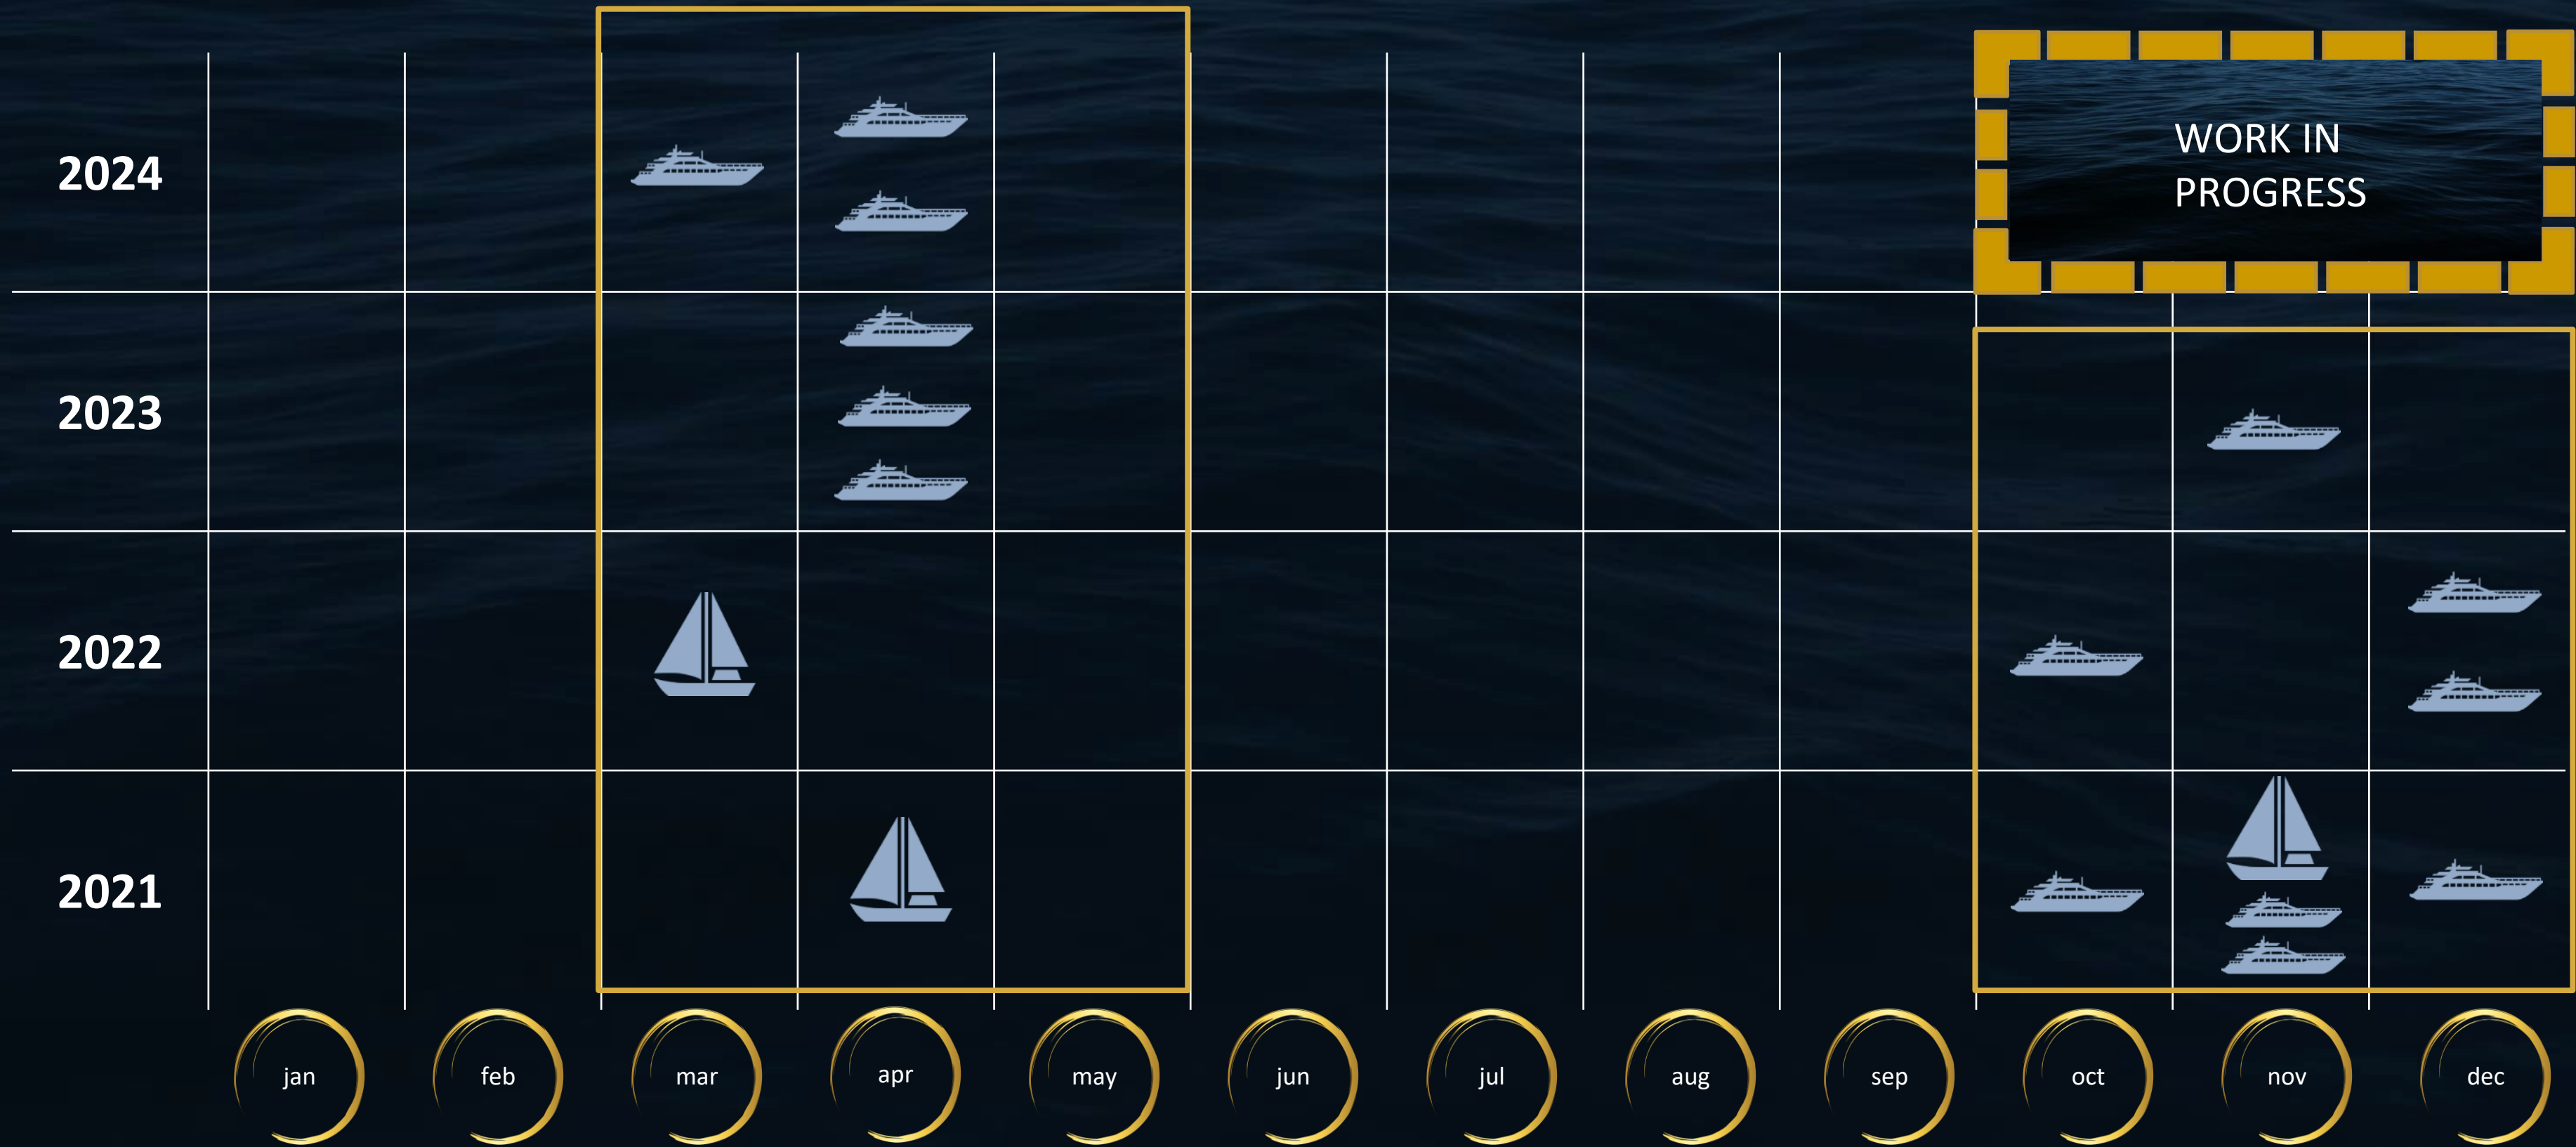 2024
WORK IN
PROGRESS
2023
2022
2021
jan
feb
mar
apr
may
jun
jul
aug
sep
oct
nov
dec